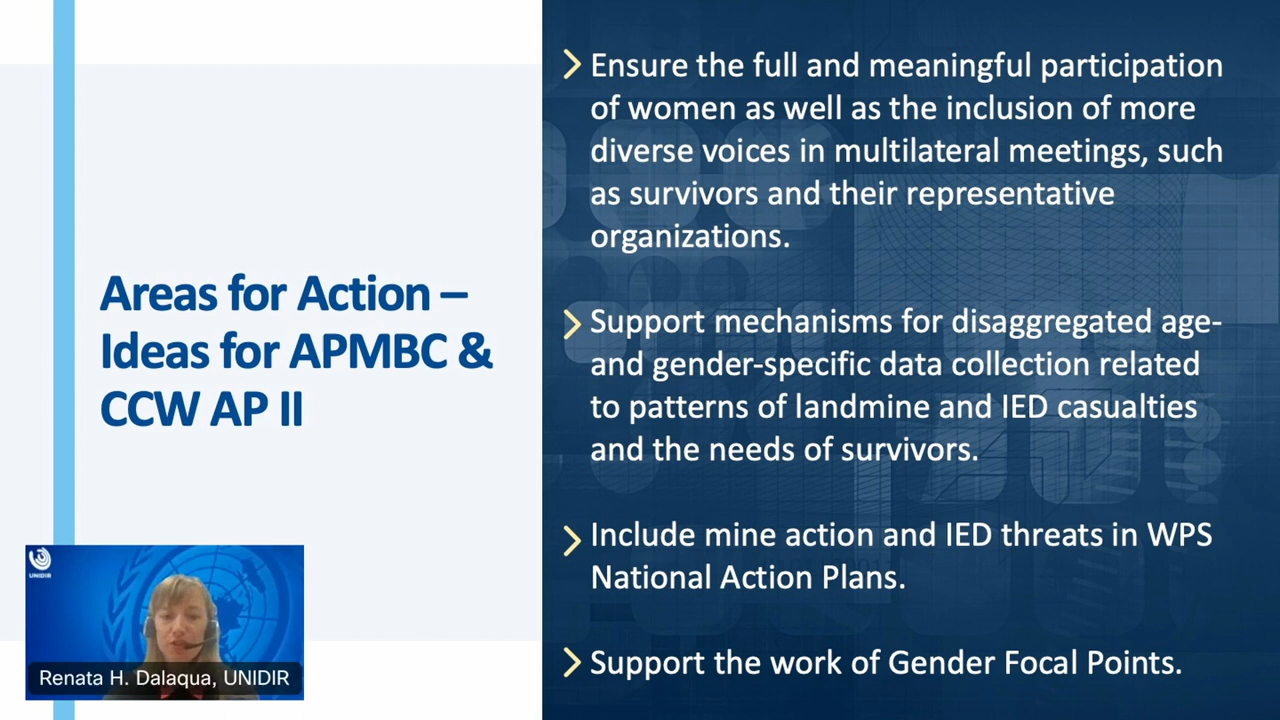 Areas for Action –
Ideas for APMBC &
CCW AP II
Ensure the full and meaningful participation
of women as well as the inclusion of more
diverse voices in multilateral meetings, such
as survivors and their representative
organizations.
Support mechanisms for disaggregated age-
and gender-specific data collection related
to patterns of landmine and IED casualties
and the needs of survivors.
Include mine action and IED threats in WPS
National Action Plans.
Support the work of Gender Focal Points.
UNIDIR
Renata H. Dalaqua, UNIDIR